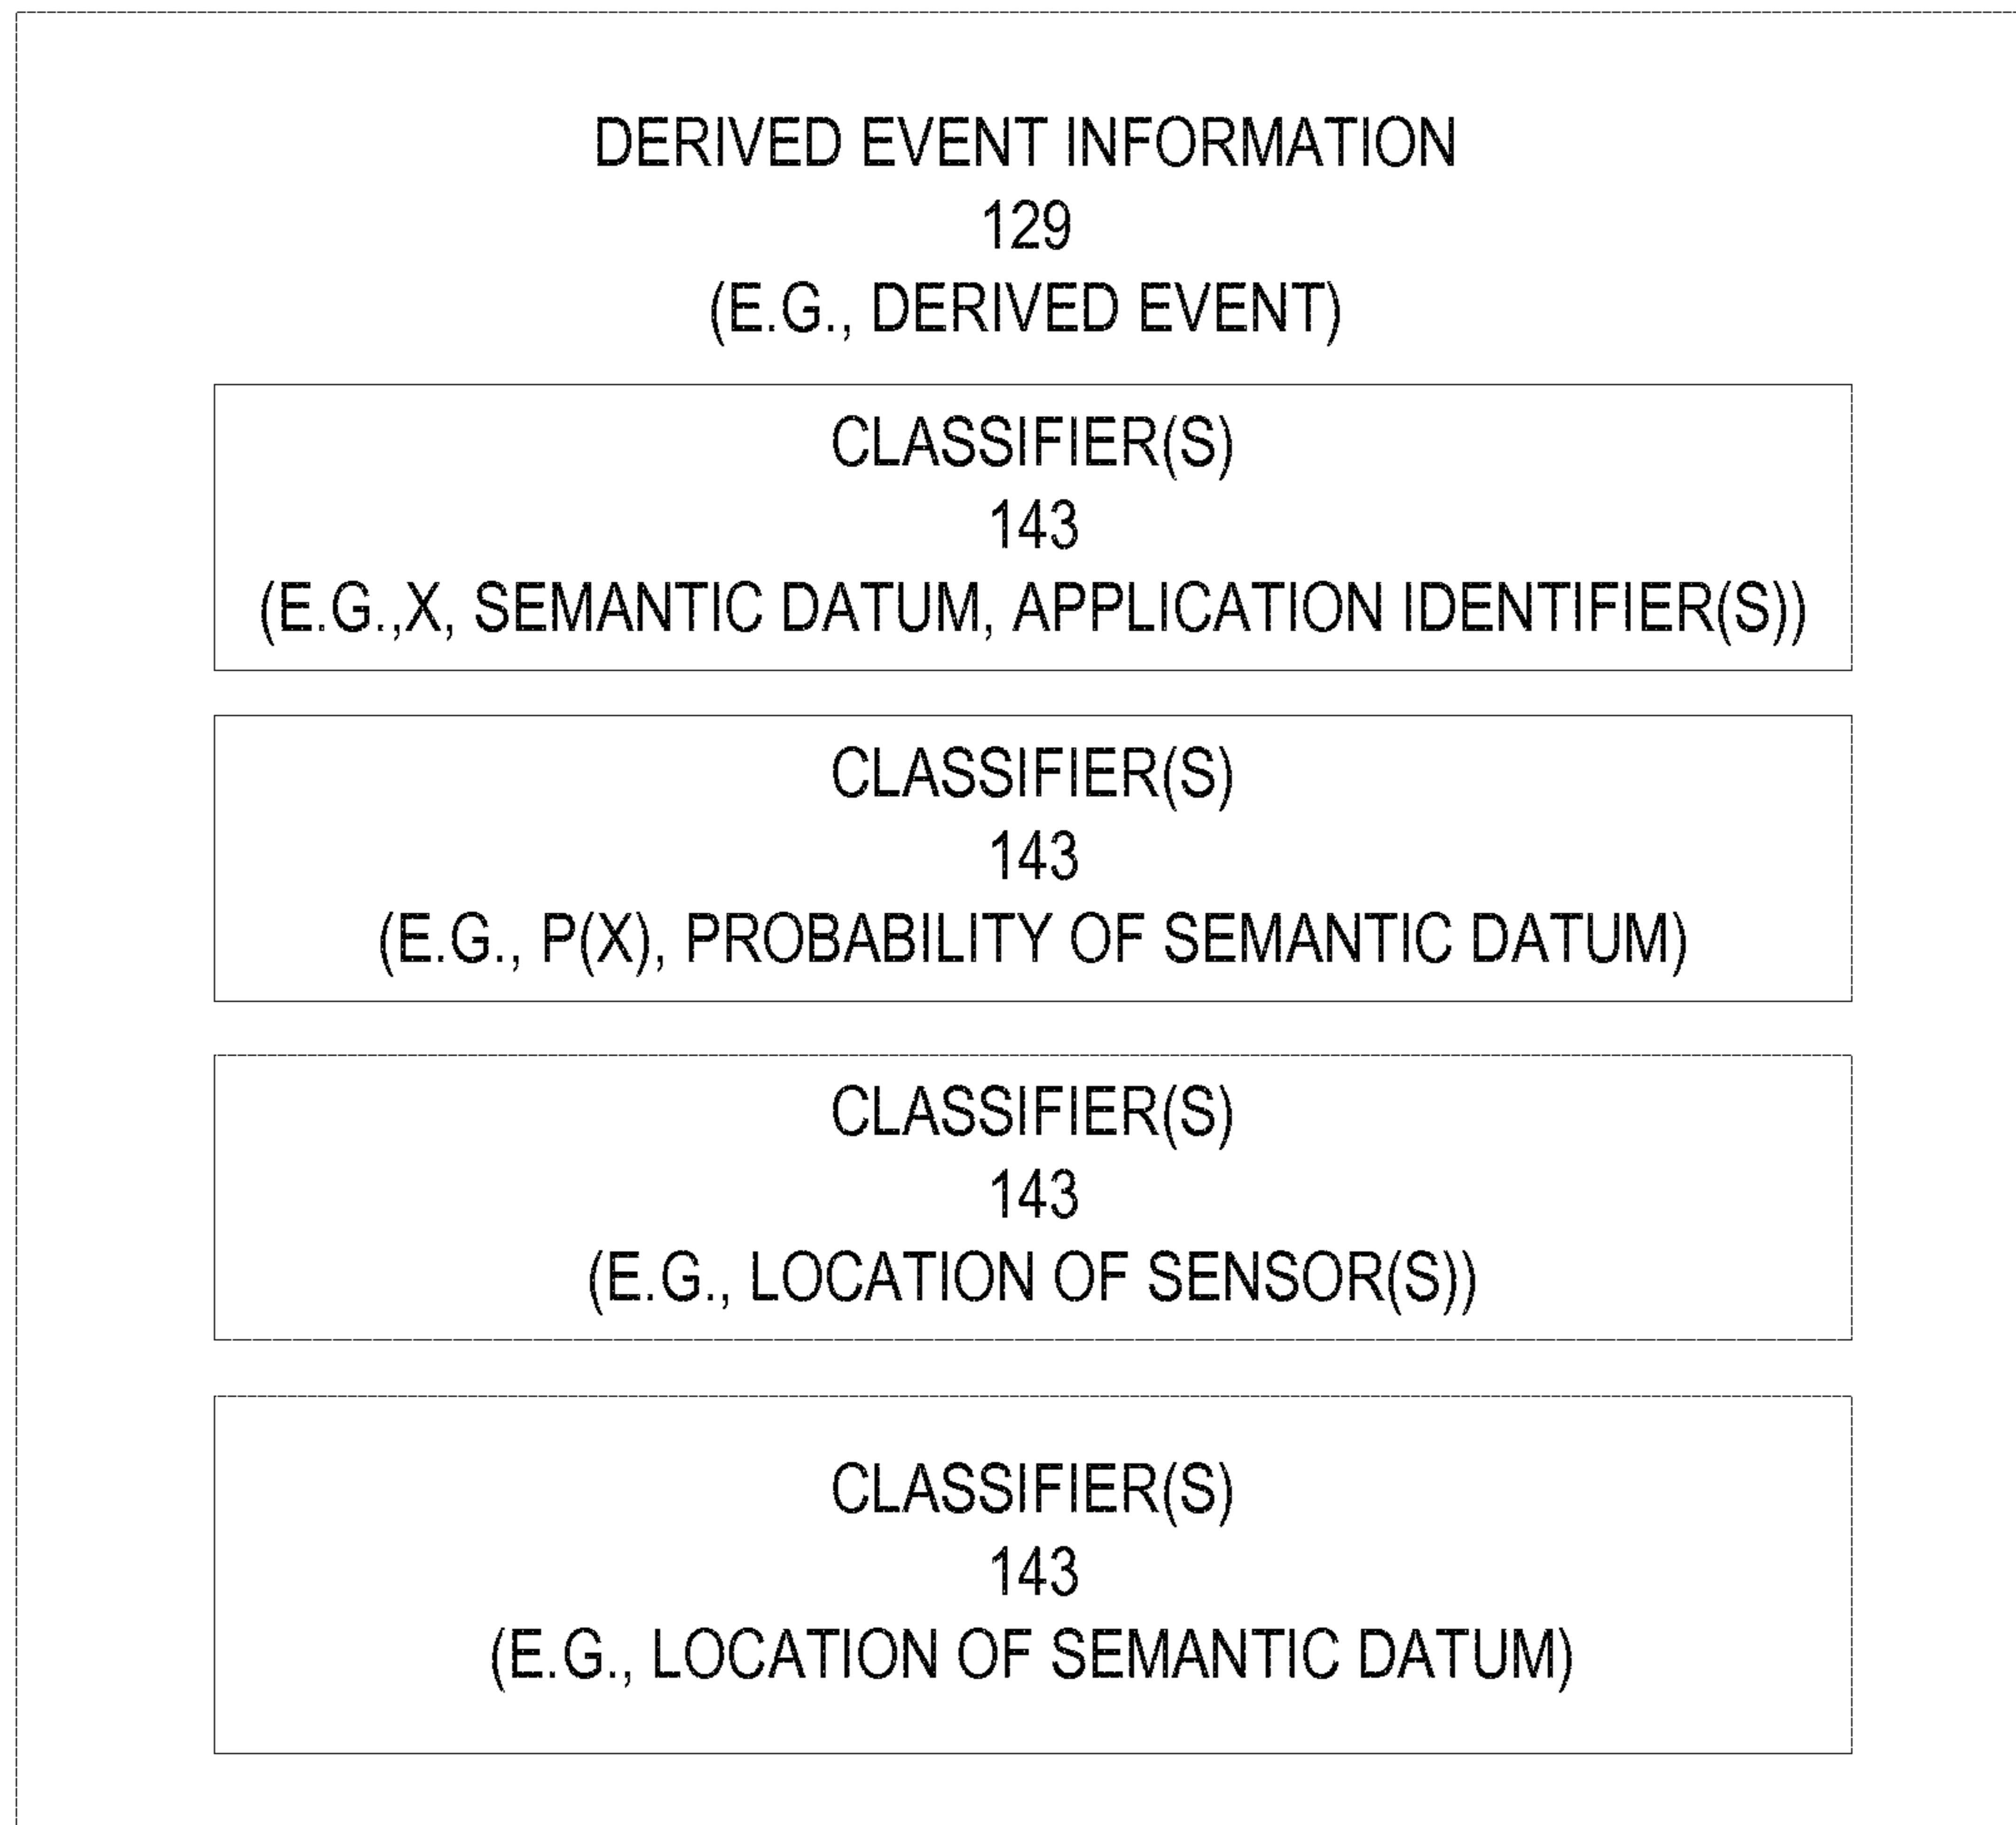 DERIVED EVENT INFORMATION
129
(E.G., DERIVED EVENT)
CLASSIFIER(S)
143
(E.G.,X, SEMANTIC DATUM, APPLICATION IDENTIFIER(S))
CLASSIFIER(S)
143
(E.G., P(X), PROBABILITY OF SEMANTIC DATUM)
CLASSIFIER(S)
143
(E.G., LOCATION OF SENSOR(S))
CLASSIFIER(S)
143
(E.G., LOCATION OF SEMANTIC DATUM)